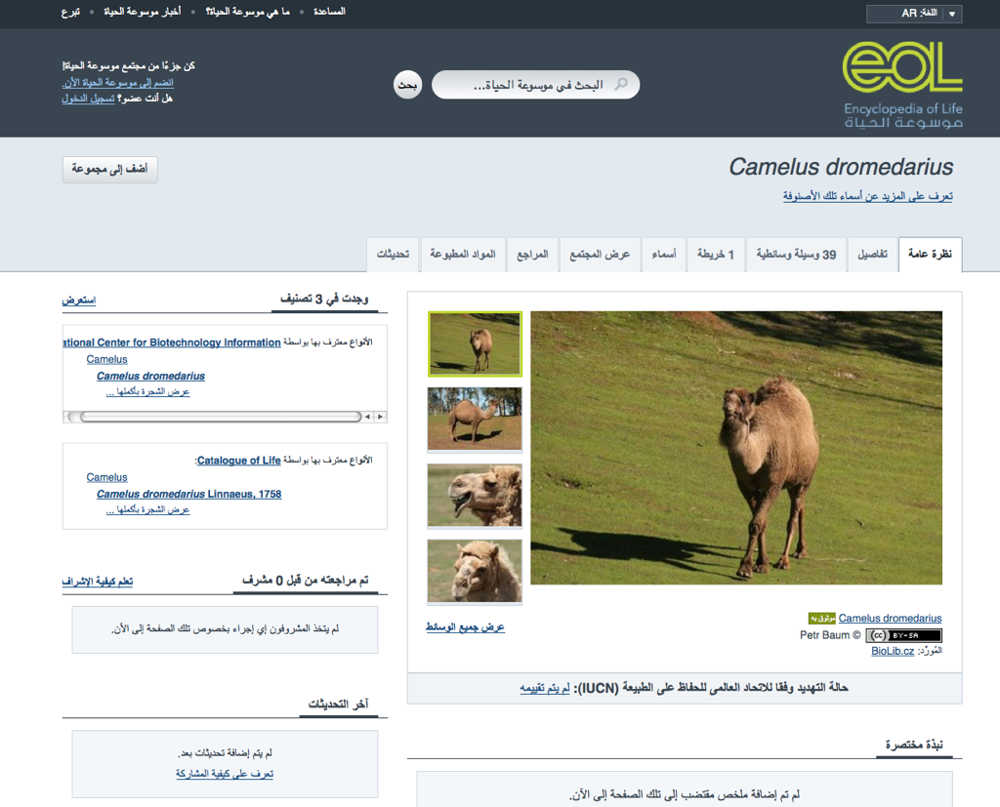 اللغة: AR
المساعدة • ما هي موسوعة الحياة؟ • أخبار موسوعة الحياة • تبرع
eol
Encyclopedia of Life
موسوعة الحياة
البحث في موسوعة الحياة...
بحث
كن جزءًا من مجتمع موسوعة الحياة!
انضم إلى موسوعة الحياة الأن.
هل أنت عضو؟ تسجيل الدخول
Camelus dromedarius
تعرف على المزيد عن أسماء تلك الأصنوفة
أضف إلى مجموعة
نظرة عامة
تفاصيل
39 وسيلة وسائطية
1 خريطة
أسماء
عرض المجتمع
المراجع
المواد المطبوعة
تحديثات
عرض جميع الوسائط
Camelus dromedarius موثوق به
BY-SA © Petr Baum
المُورِّد: BioLib.cz
حالة التهديد وفقا للاتحاد العالمى للحفاظ على الطبيعة (IUCN): لم يتم تقييمه
نبذة مختصرة
لم تم إضافة ملخص مقتضب إلى تلك الصفحة إلى الآن.
وجدت في 3 تصنيف
استعرض
الأنواع معترف بها بواسطة ational Center for Biotechnology Information
Camelus
Camelus dromedarius
عرض الشجرة بأكملها ...
الأنواع معترف بها بواسطة Catalogue of Life:
Camelus
Camelus dromedarius Linnaeus, 1758
عرض الشجرة بأكملها ...
تم مراجعته من قبل 0 مشرف
تعلم كيفية الإشراف
لم يتخذ المشروفون إي إجراء بخصوص تلك الصفحة إلى الأن.
آخر التحديثات
لم يتم إضافة تحديثات بعد.
تعرف على كيفية المشاركة